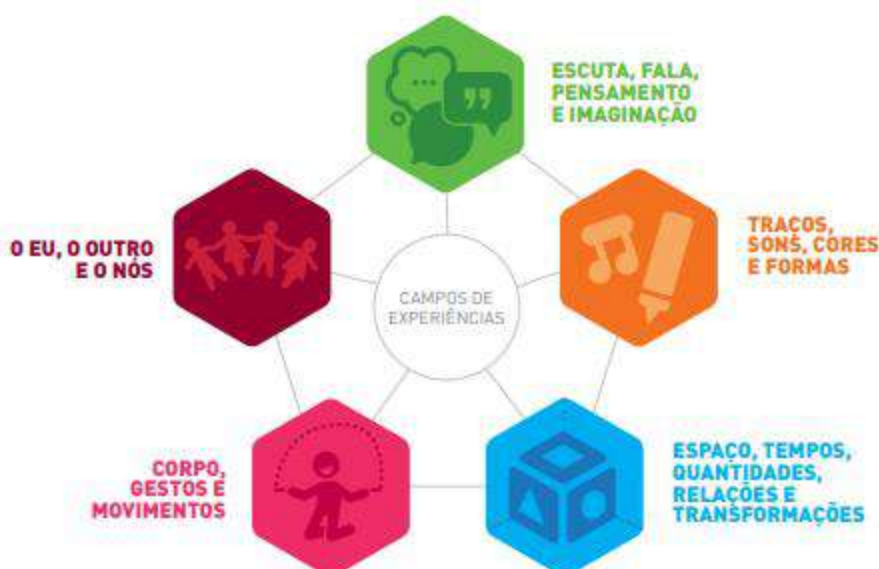 ESCUTA, FALA,
PENSAMENTO
E IMAGINAÇÃO
O EU, O OUTRO
E O NÓS
TRAÇOS,
SONS, CORES
E FORMAS
CAMPOS DE
EXPERIÊNCIAS
CORPO,
GESTOS E
MOVIMENTOS
ESPAÇO, TEMPOS,
QUANTIDADES,
RELAÇÕES E
TRANSFORMAÇÕES